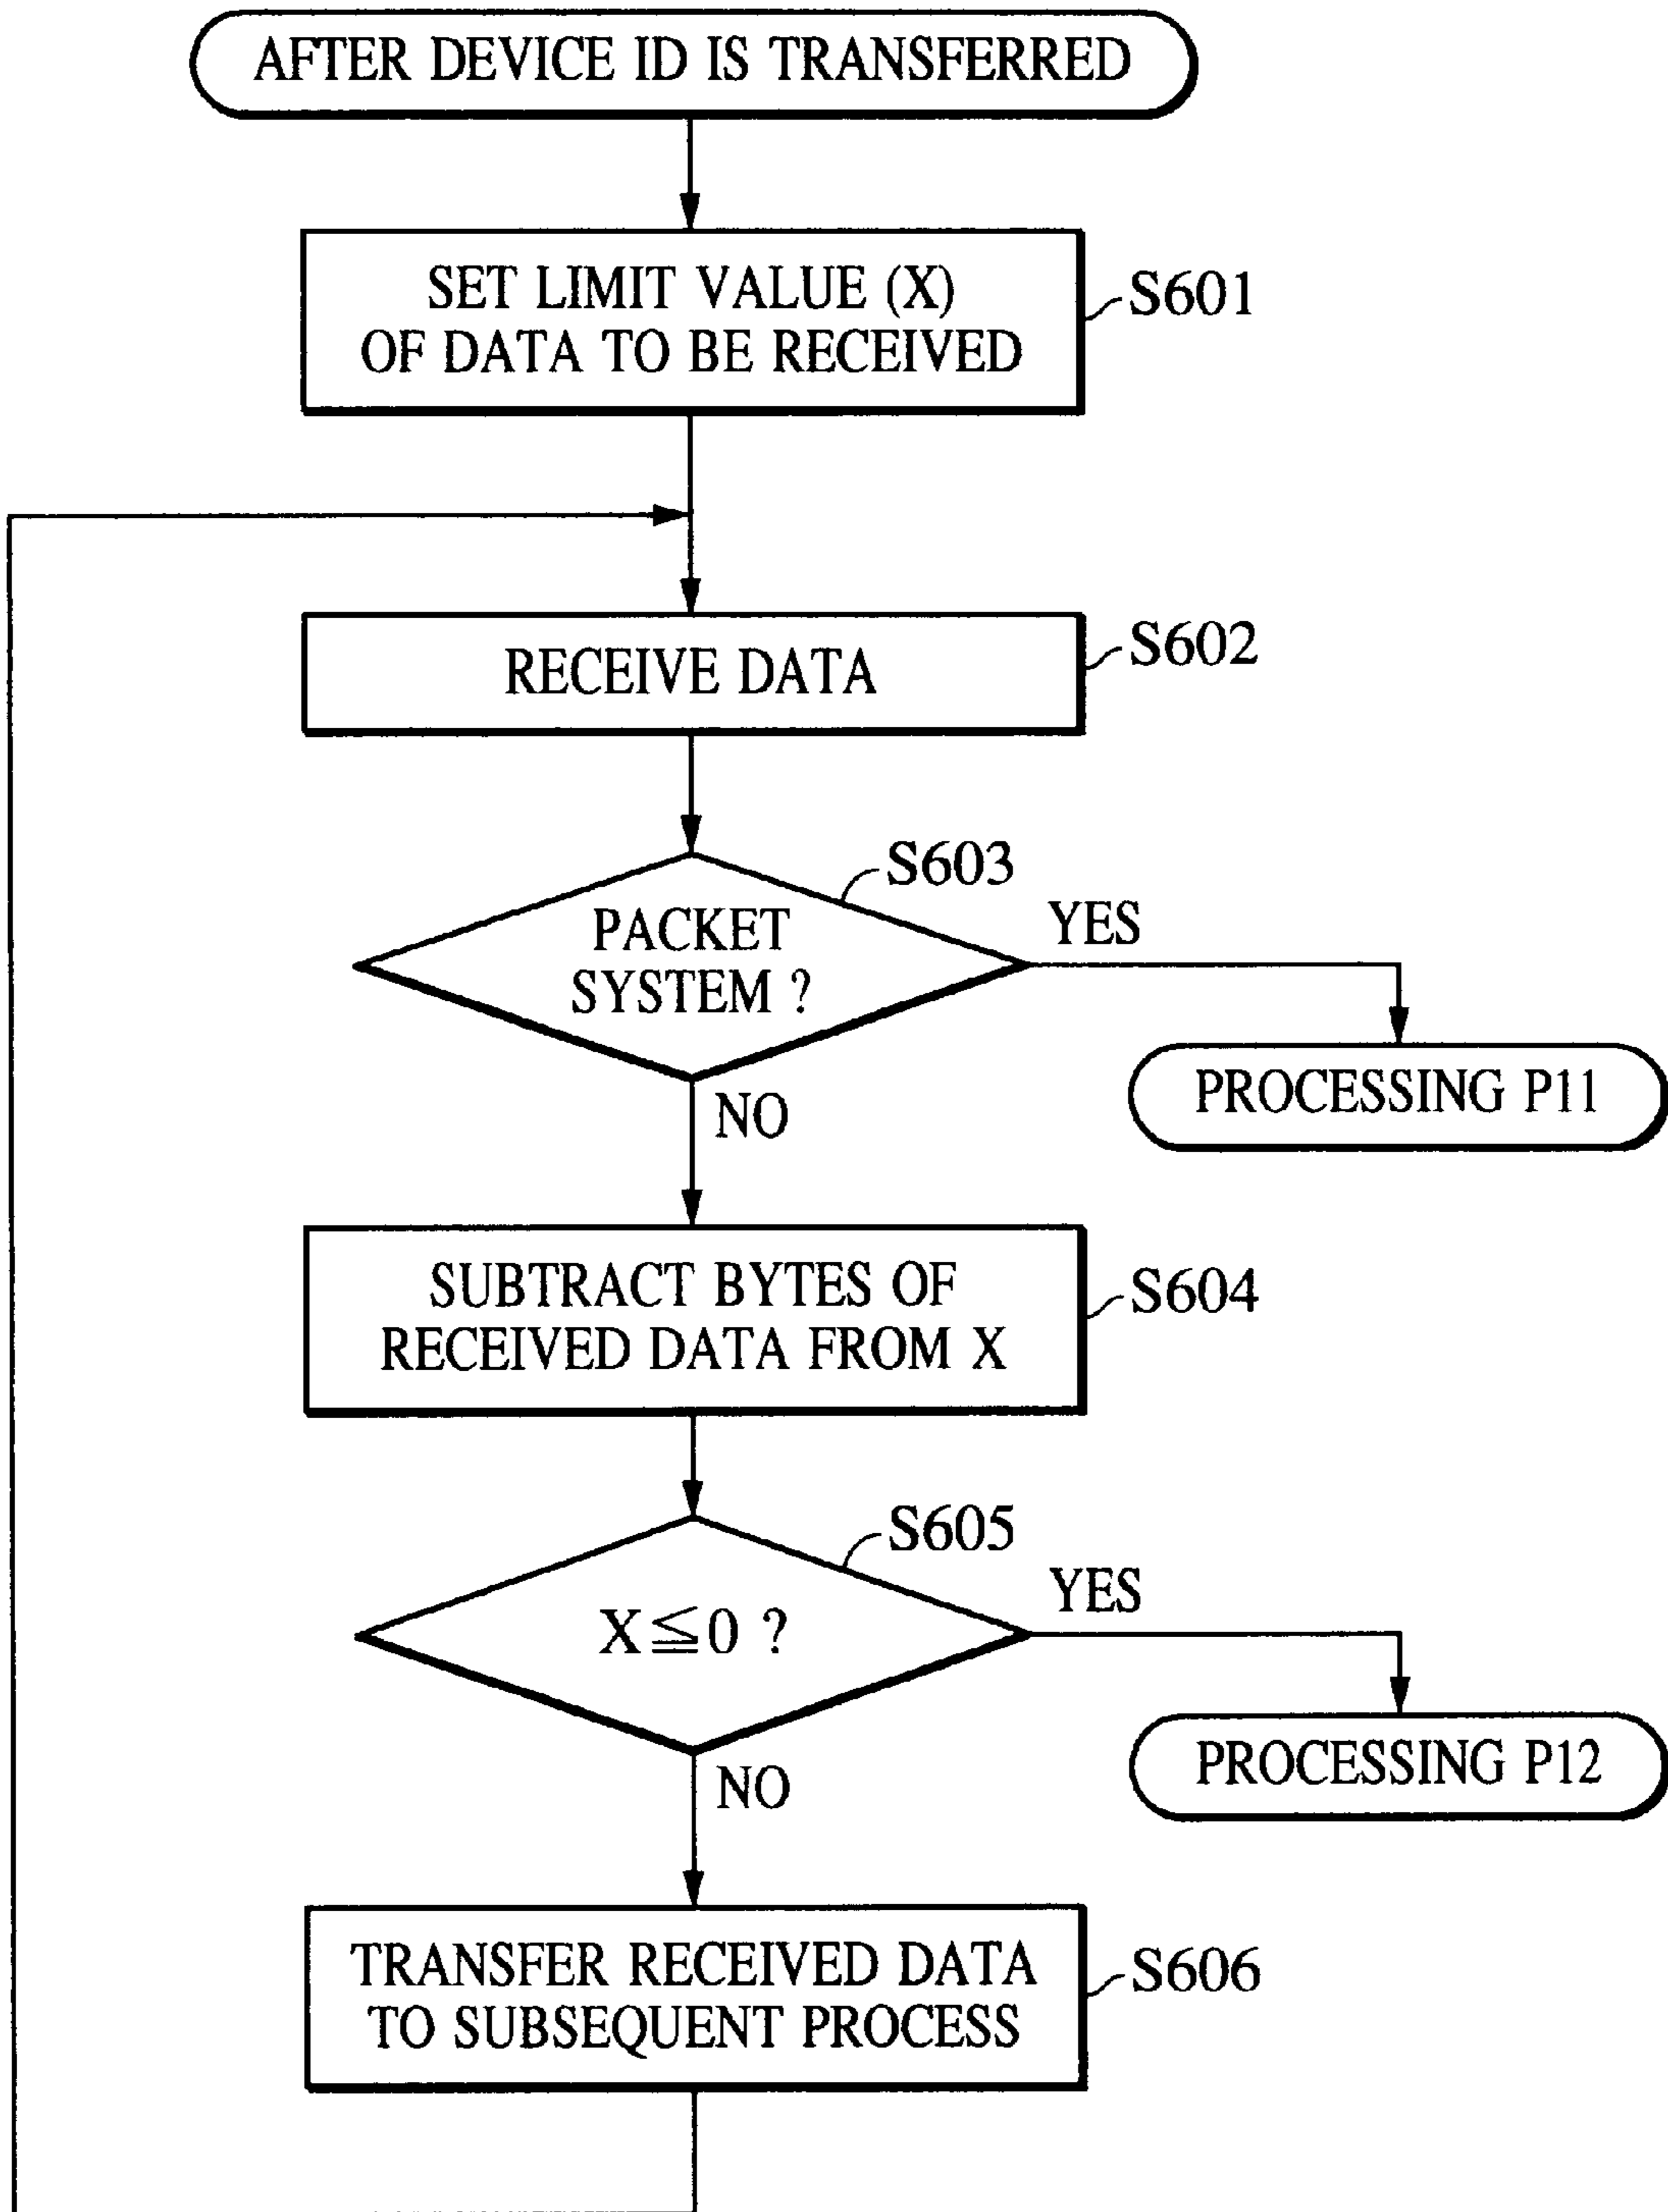 AFTER DEVICE ID IS TRANSFERRED
SET LIMIT VALUE (X)
OF DATA TO BE RECEIVED
S601
RECEIVE DATA
S602
S603
PACKET
SYSTEM ?
YES
PROCESSING P11
NO
SUBTRACT BYTES OF
RECEIVED DATA FROM X
S604
S605
X≦0 ?
YES
PROCESSING P12
NO
TRANSFER RECEIVED DATA
TO SUBSEQUENT PROCESS
S606